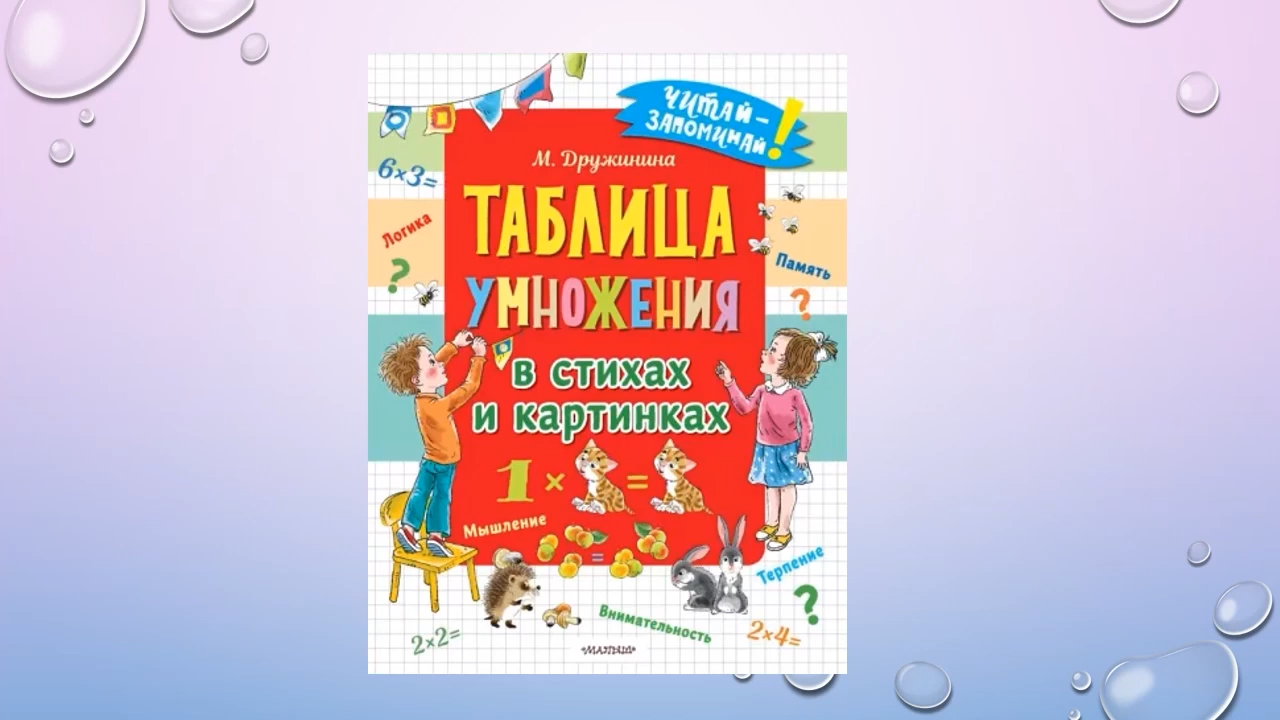 ЧИТАЙ-
ЗАПОМИНАЙ!
М. Дружинина
6×3=
ТАБЛИЦА
Логика
Память
?
?
УМНОЖЕНИЯ
в стихах
и картинках
1 × =
Мышление
=
Терпение
?
Внимательность
2×2=
2×4=
«МАЛЫШ»